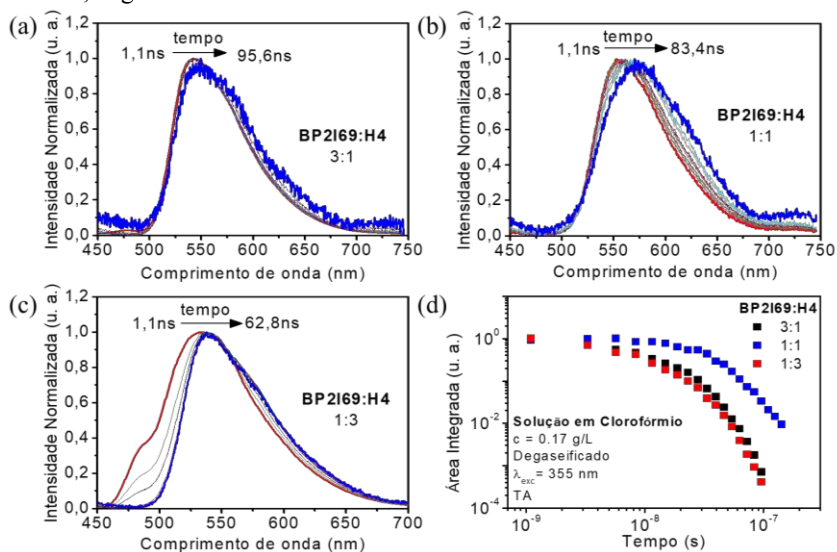 (a)
1,2
1,0
0,8
0,6
0,4
0,2
0,0
Intensidade Normalizada (u. a.)
tempo
1,1ns
95,6ns
BP2I69:H4
3:1
450 500 550 600 650 700 750
Comprimento de onda (nm)
(b)
1,2
1,0
0,8
0,6
0,4
0,2
0,0
Intensidade Normalizada (u. a.)
tempo
1,1ns
83,4ns
BP2I69:H4
1:1
450 500 550 600 650 700 750
Comprimento de onda (nm)
(c)
1,2
1,0
0,8
0,6
0,4
0,2
0,0
Intensidade Normalizada (u. a.)
tempo
1,1ns
62,8ns
BP2I69:H4
1:3
450 500 550 600 650 700
Comprimento de onda (nm)
(d)
10⁰
10⁻²
10⁻⁴
Área Integrada (u. a.)
BP2I69:H4
3:1
1:1
1:3
Solução em Clorofórmio
c = 0.17 g/L
Degaseificado
λexc= 355 nm
TA
10⁻⁹ 10⁻⁸ 10⁻⁷
Tempo (s)